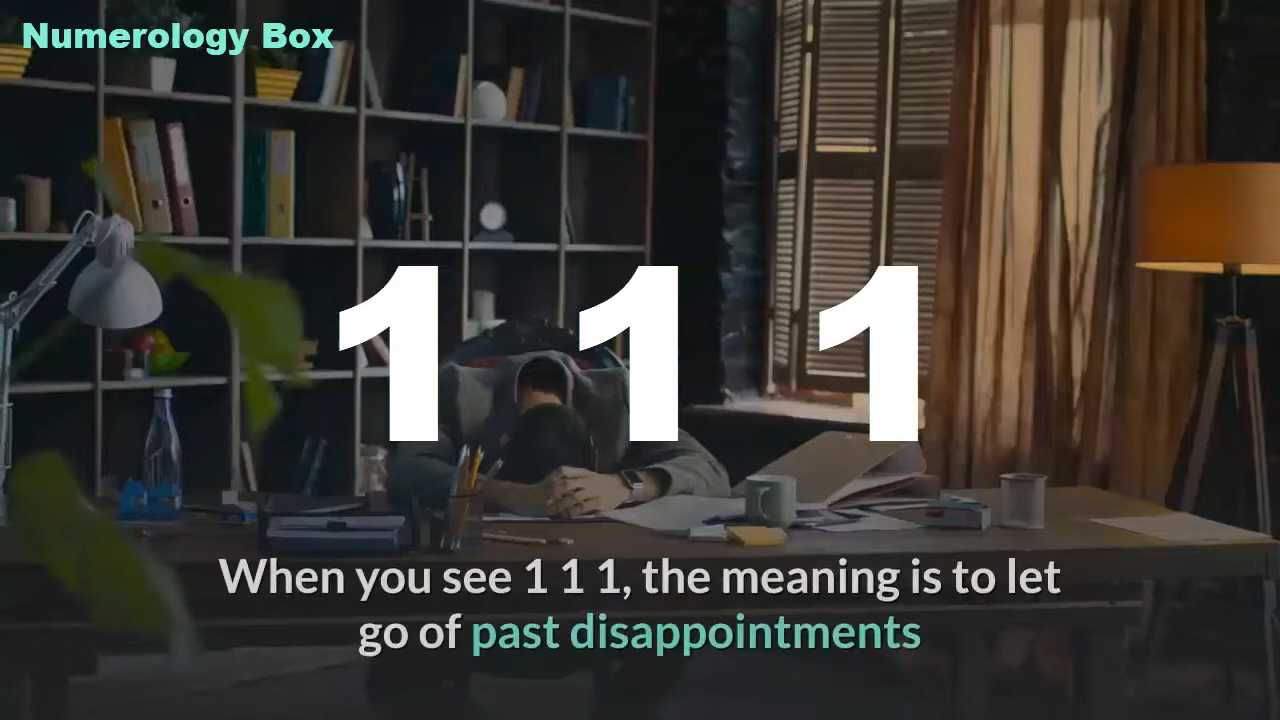 Numerology Box
1 1 1
When you see 1 1 1, the meaning is to let
go of past disappointments